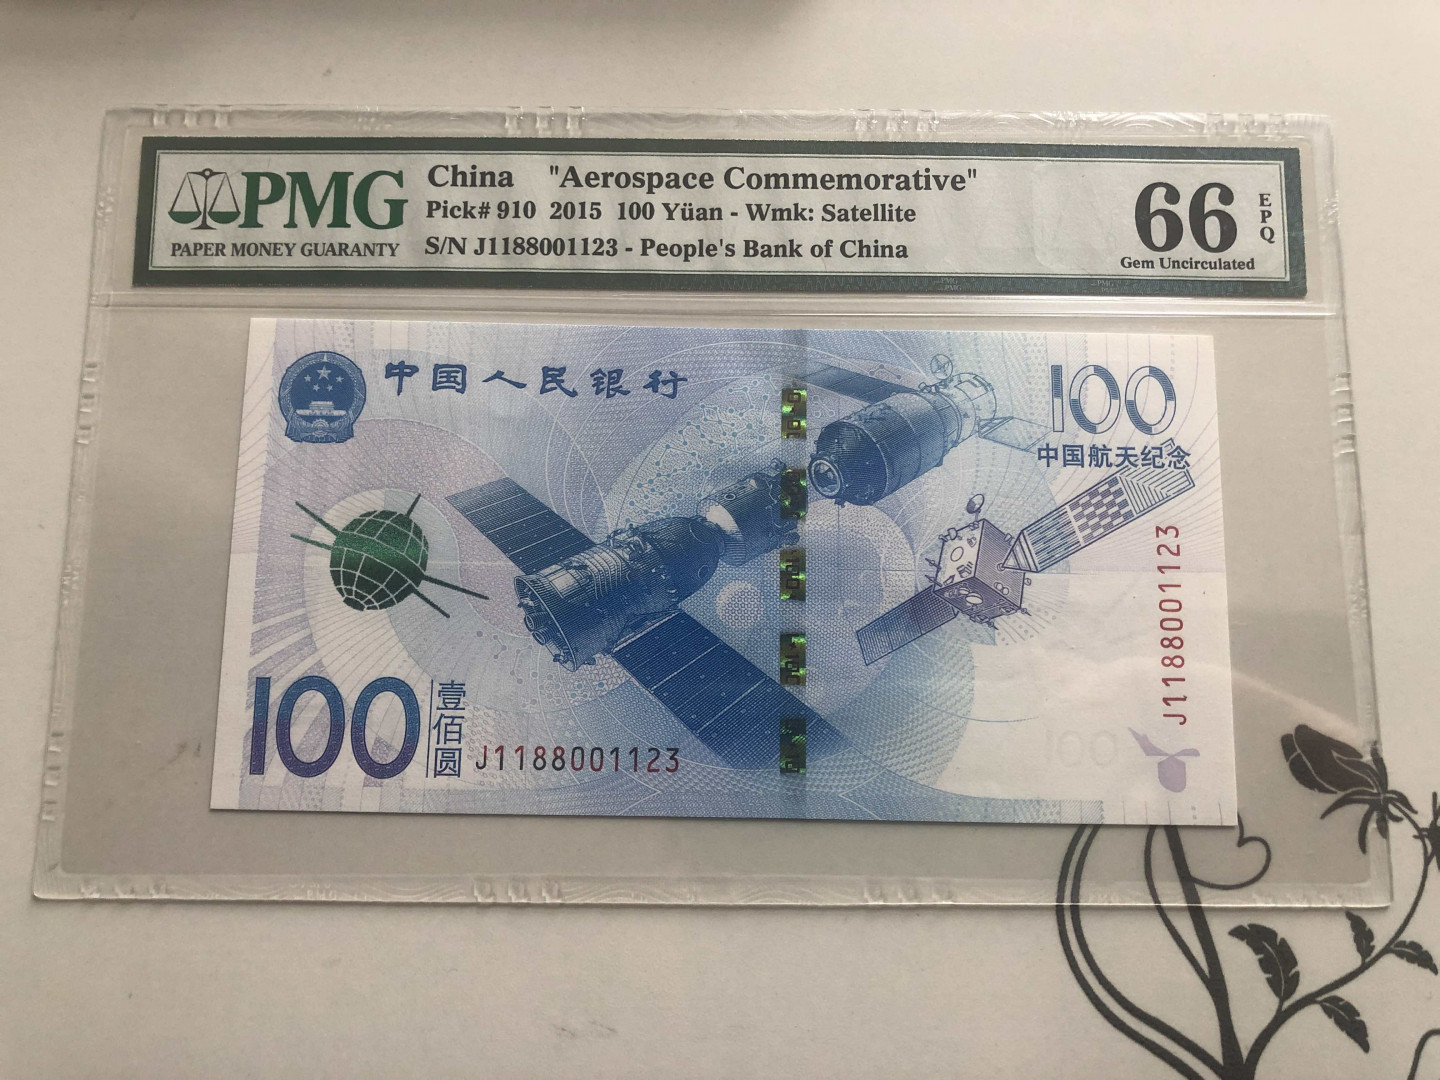 PMG
PAPER MONEY GUARANTY
China "Aerospace Commemorative"
Pick# 910 2015 100 Yüan - Wmk: Satellite
S/N J1188001123 - People's Bank of China
66
EPQ
Gem Uncirculated
中国人民银行
100
中国航天纪念
J1188001123
100
壹佰圆
J1188001123
100